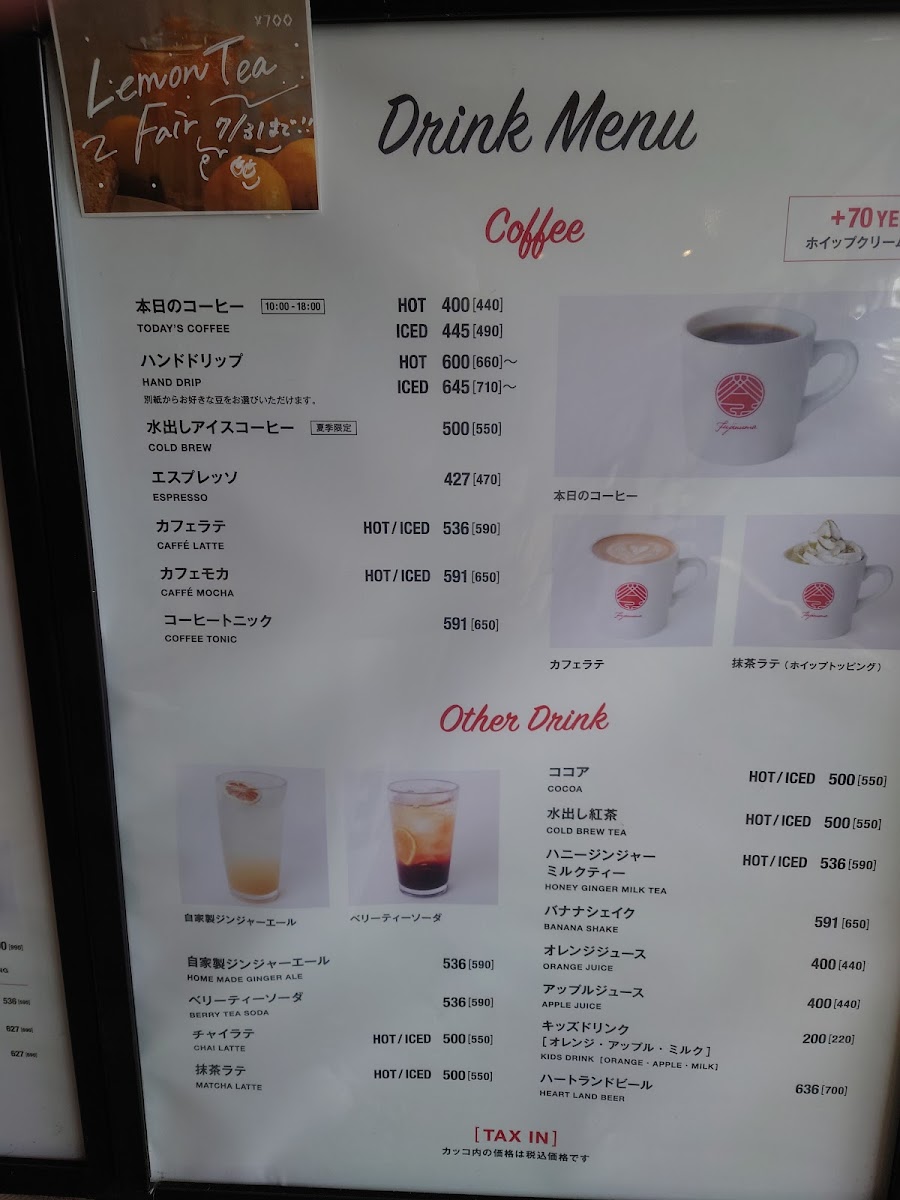 ¥700
Lemon Tea
Fair 7/31まで!!
Drink Menu
Coffee
+70 YE
ホイップクリーム
本日のコーヒー 10:00-18:00 HOT 400[440]
TODAY'S COFFEE ICED 445[490]
ハンドドリップ HOT 600[660]〜
HAND DRIP ICED 645[710]〜
別紙からお好きな豆をお選びいただけます。
水出しアイスコーヒー 夏季限定 500[550]
COLD BREW
エスプレッソ 427[470]
ESPRESSO
カフェラテ HOT/ICED 536[590]
CAFFÉ LATTE
カフェモカ HOT/ICED 591[650]
CAFFÉ MOCHA
コーヒートニック 591[650]
COFFEE TONIC
本日のコーヒー
カフェラテ
抹茶ラテ(ホイップトッピング)
Other Drink
自家製ジンジャーエール
ベリーティーソーダ
自家製ジンジャーエール 536[590]
HOME MADE GINGER ALE
ベリーティーソーダ 536[590]
BERRY TEA SODA
チャイラテ HOT/ICED 500[550]
CHAI LATTE
抹茶ラテ HOT/ICED 500[550]
MATCHA LATTE
ココア HOT/ICED 500[550]
COCOA
水出し紅茶 HOT/ICED 500[550]
COLD BREW TEA
ハニージンジャー
ミルクティー HOT/ICED 536[590]
HONEY GINGER MILK TEA
バナナシェイク 591[650]
BANANA SHAKE
オレンジジュース 400[440]
ORANGE JUICE
アップルジュース 400[440]
APPLE JUICE
キッズドリンク
[オレンジ・アップル・ミルク] 200[220]
KIDS DRINK [ORANGE・APPLE・MILK]
ハートランドビール 636[700]
HEART LAND BEER
[TAX IN]
カッコ内の価格は税込価格です
536
627
627